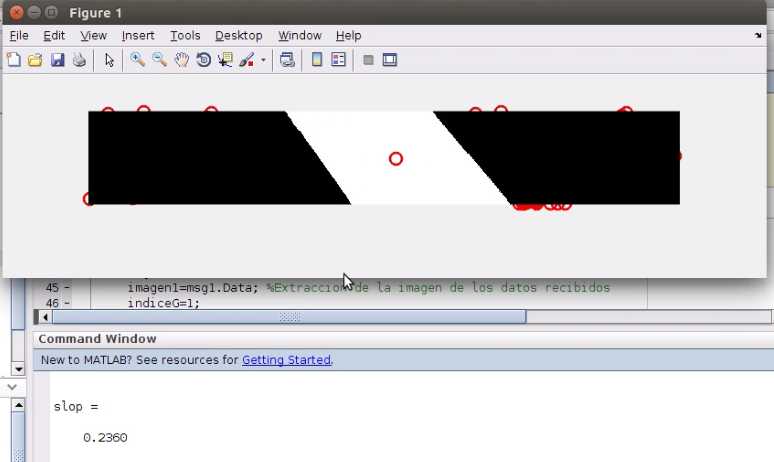 Figure 1
File Edit View Insert Tools Desktop Window Help
45 - imagen1=msg1.Data; %Extraccion de la imagen de los datos recibidos
46 - indiceG=1;
Command Window
New to MATLAB? See resources for Getting Started.
slop =
0.2360